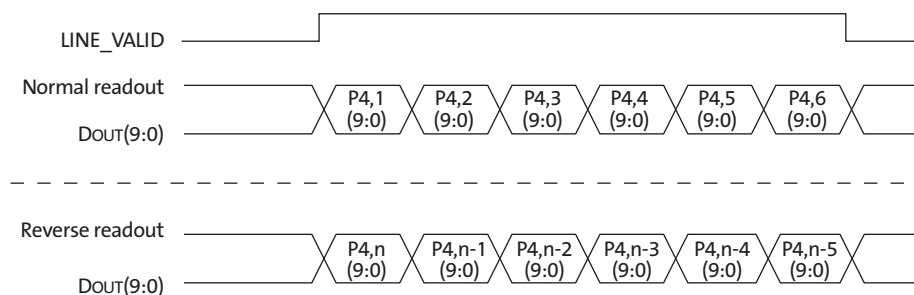 LINE_VALID
Normal readout
P4,1 P4,2 P4,3 P4,4 P4,5 P4,6
(9:0) (9:0) (9:0) (9:0) (9:0) (9:0)
DOUT(9:0)
Reverse readout
P4,n P4,n-1 P4,n-2 P4,n-3 P4,n-4 P4,n-5
(9:0) (9:0) (9:0) (9:0) (9:0) (9:0)
DOUT(9:0)